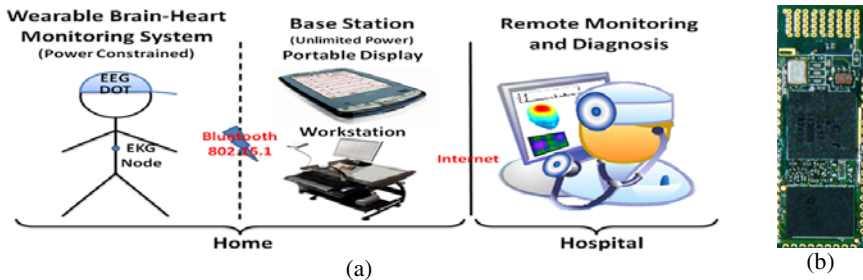 Wearable Brain-Heart
Monitoring System
(Power Constrained)
EEG
DOT
EKG
Node
Bluetooth
802.15.1
Base Station
(Unlimited Power)
Portable Display
Workstation
Internet
Remote Monitoring
and Diagnosis
Home
Hospital
(a)
(b)